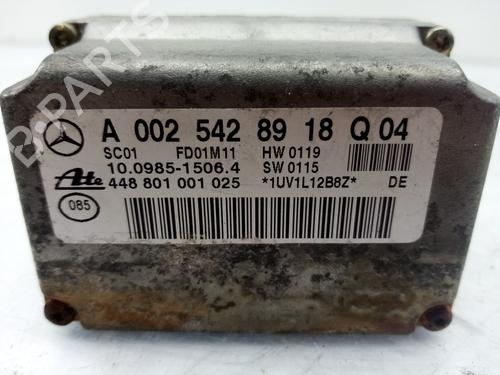 B-PARTS
A 002 542 89 18 Q 04
SC01 FD01M11 HW 0119
10.0985-1506.4 SW 0115
Ate 448 801 001 025 *1UV1L12B8Z* DE
085